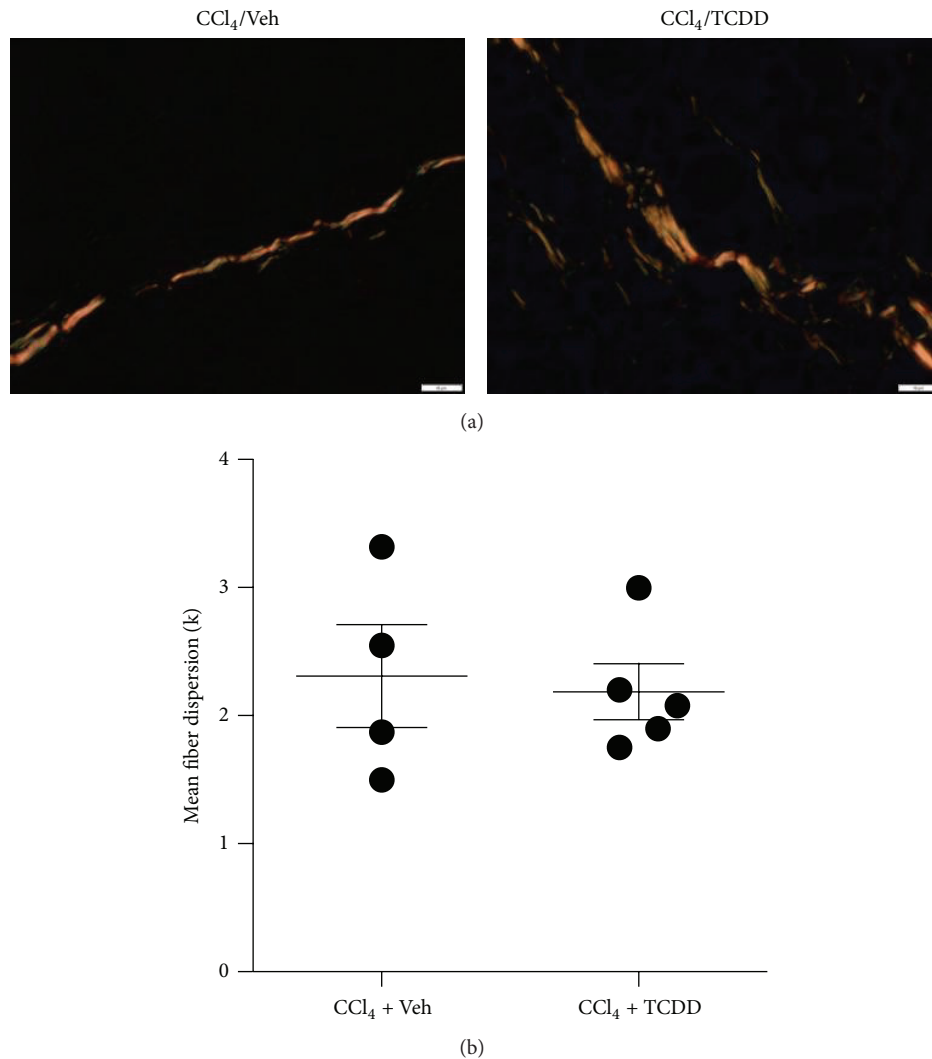 CCl₄/Veh
CCl₄/TCDD
(a)
4
3
2
1
0
Mean fiber dispersion (k)
CCl₄ + Veh
CCl₄ + TCDD
(b)